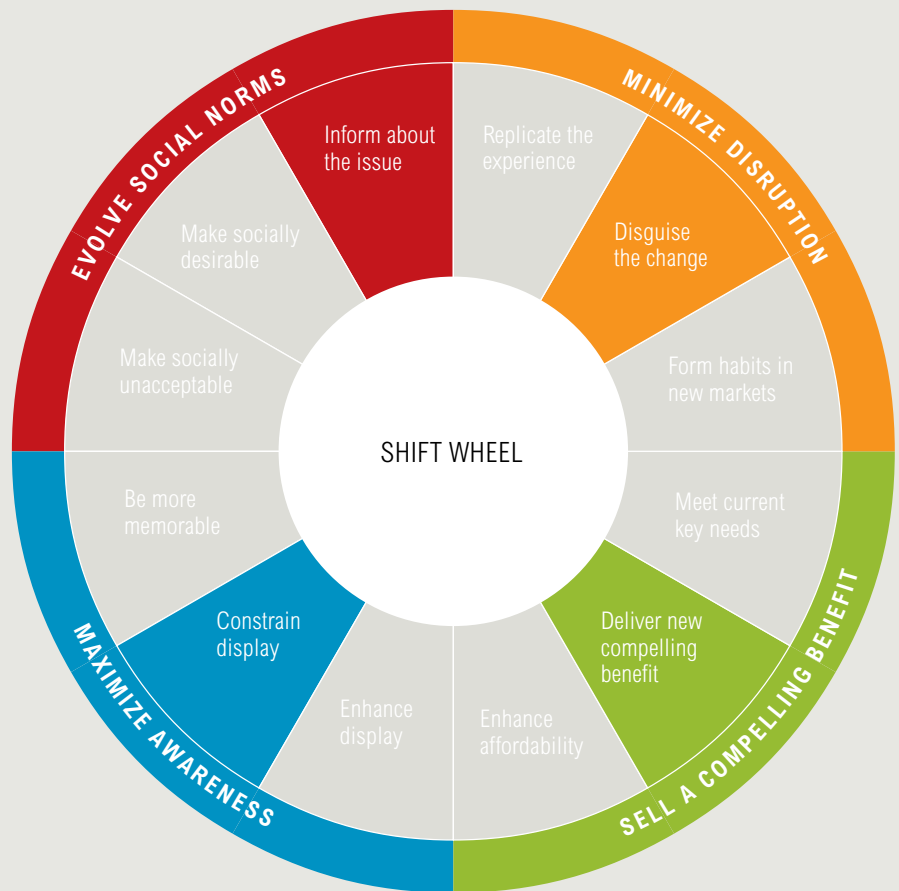 EVOLVE SOCIAL NORMS
MINIMIZE DISRUPTION
Inform about
the issue
Replicate the
experience
Make socially
desirable
Disguise
the change
Make socially
unacceptable
Form habits in
new markets
SHIFT WHEEL
Be more
memorable
Meet current
key needs
Constrain
display
Deliver new
compelling
benefit
Enhance
display
Enhance
affordability
MAXIMIZE AWARENESS
SELL A COMPELLING BENEFIT